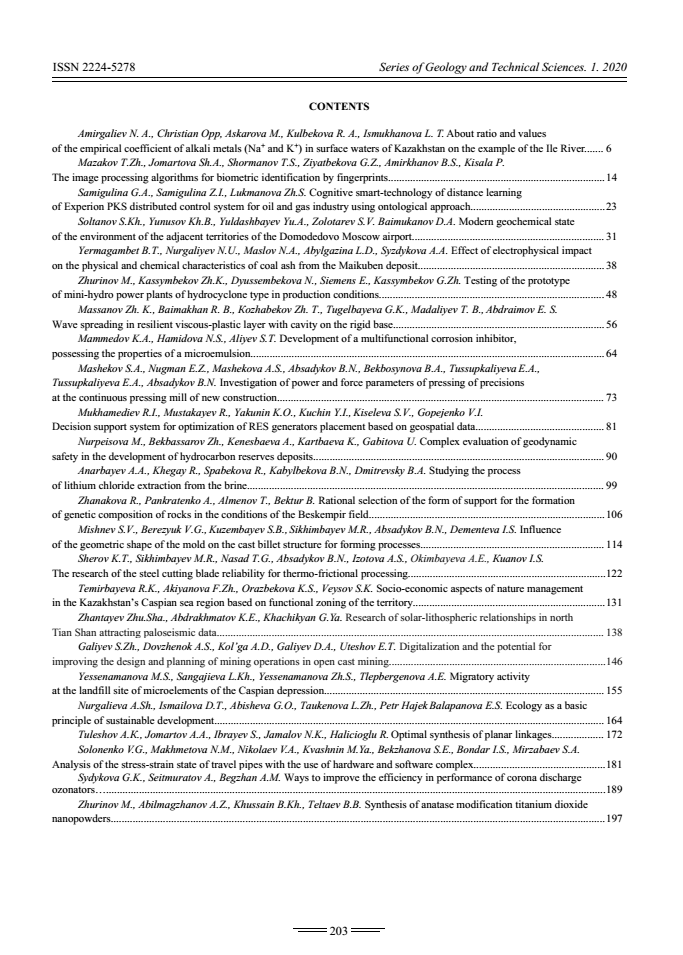 ISSN 2224-5278 Series of Geology and Technical Sciences. 1. 2020
CONTENTS
Amirgaliev N. A., Christian Opp, Askarova M., Kulbekova R. A., Ismukhanova L. T. About ratio and values
of the empirical coefficient of alkali metals (Na⁺ and K⁺) in surface waters of Kazakhstan on the example of the Ile River....... 6
Mazakov T.Zh., Jomartova Sh.A., Shormanov T.S., Ziyatbekova G.Z., Amirkhanov B.S., Kisala P.
The image processing algorithms for biometric identification by fingerprints.................................................................................14
Samigulina G.A., Samigulina Z.I., Lukmanova Zh.S. Cognitive smart-technology of distance learning
of Experion PKS distributed control system for oil and gas industry using ontological approach..................................................23
Soltanov S.Kh., Yunusov Kh.B., Yuldashbayev Yu.A., Zolotarev S.V. Baimukanov D.A. Modern geochemical state
of the environment of the adjacent territories of the Domodedovo Moscow airport........................................................................ 31
Yermagambet B.T., Nurgaliyev N.U., Maslov N.A., Abylgazina L.D., Syzdykova A.A. Effect of electrophysical impact
on the physical and chemical characteristics of coal ash from the Maikuben deposit......................................................................38
Zhurinov M., Kassymbekov Zh.K., Dyussembekova N., Siemens E., Kassymbekov G.Zh. Testing of the prototype
of mini-hydro power plants of hydrocyclone type in production conditions.................................................................................... 48
Massanov Zh. K., Baimakhan R. B., Kozhabekov Zh. T., Tugelbayeva G.K., Madaliyev T. B., Abdraimov E. S.
Wave spreading in resilient viscous-plastic layer with cavity on the rigid base............................................................................... 56
Mammedov K.A., Hamidova N.S., Aliyev S.T. Development of a multifunctional corrosion inhibitor,
possessing the properties of a microemulsion.................................................................................................................................... 64
Mashekov S.A., Nugman E.Z., Mashekova A.S., Absadykov B.N., Bekbosynova B.A., Tussupkaliyeva E.A.,
Tussupkaliyeva E.A., Absadykov B.N. Investigation of power and force parameters of pressing of precisions
at the continuous pressing mill of new construction.......................................................................................................................... 73
Mukhamediev R.I., Mustakayev R., Yakunin K.O., Kuchin Y.I., Kiseleva S.V., Gopejenko V.I.
Decision support system for optimization of RES generators placement based on geospatial data................................................ 81
Nurpeisova M., Bekbassarov Zh., Kenesbaeva A., Kartbaeva K., Gabitova U. Complex evaluation of geodynamic
safety in the development of hydrocarbon reserves deposits............................................................................................................. 90
Anarbayev A.A., Khegay R., Spabekova R., Kabylbekova B.N., Dmitrevsky B.A. Studying the process
of lithium chloride extraction from the brine..................................................................................................................................... 99
Zhanakova R., Pankratenko A., Almenov T., Bektur B. Rational selection of the form of support for the formation
of genetic composition of rocks in the conditions of the Beskempir field........................................................................................106
Mishnev S.V., Berezyuk V.G., Kuzembayev S.B., Sikhimbayev M.R., Absadykov B.N., Dementeva I.S. Influence
of the geometric shape of the mold on the cast billet structure for forming processes.................................................................... 114
Sherov K.T., Sikhimbayev M.R., Nasad T.G., Absadykov B.N., Izotova A.S., Okimbayeva A.E., Kuanov I.S.
The research of the steel cutting blade reliability for thermo-frictional processing..........................................................................122
Temirbayeva R.K., Akiyanova F.Zh., Orazbekova K.S., Veysov S.K. Socio-economic aspects of nature management
in the Kazakhstan’s Caspian sea region based on functional zoning of the territory........................................................................131
Zhantayev Zhu.Sha., Abdrakhmatov K.E., Khachikyan G.Ya. Research of solar-lithospheric relationships in north
Tian Shan attracting paloseismic data................................................................................................................................................ 138
Galiyev S.Zh., Dovzhenok A.S., Kol’ga A.D., Galiyev D.A., Uteshov E.T. Digitalization and the potential for
improving the design and planning of mining operations in open cast mining.................................................................................146
Yessenamanova M.S., Sangajieva L.Kh., Yessenamanova Zh.S., Tlepbergenova A.E. Migratory activity
at the landfill site of microelements of the Caspian depression........................................................................................................ 155
Nurgalieva A.Sh., Ismailova D.T., Abisheva G.O., Taukenova L.Zh., Petr Hajek Balapanova E.S. Ecology as a basic
principle of sustainable development................................................................................................................................................. 164
Tuleshov A.K., Jomartov A.A., Ibrayev S., Jamalov N.K., Halicioglu R. Optimal synthesis of planar linkages................... 172
Solonenko V.G., Makhmetova N.M., Nikolaev V.A., Kvashnin M.Ya., Bekzhanova S.E., Bondar I.S., Mirzabaev S.A.
Analysis of the stress-strain state of travel pipes with the use of hardware and software complex.................................................181
Sydykova G.K., Seitmuratov A., Begzhan A.M. Ways to improve the efficiency in performance of corona discharge
ozonators…..........................................................................................................................................................................................189
Zhurinov M., Abilmagzhanov A.Z., Khussain B.Kh., Teltaev B.B. Synthesis of anatase modification titanium dioxide
nanopowders........................................................................................................................................................................................197
203